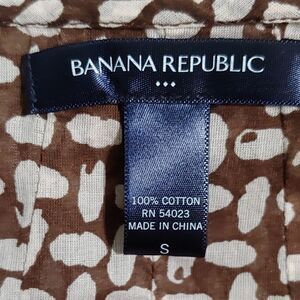 BANANA REPUBLIC
100% COTTON
RN 54023
MADE IN CHINA
S